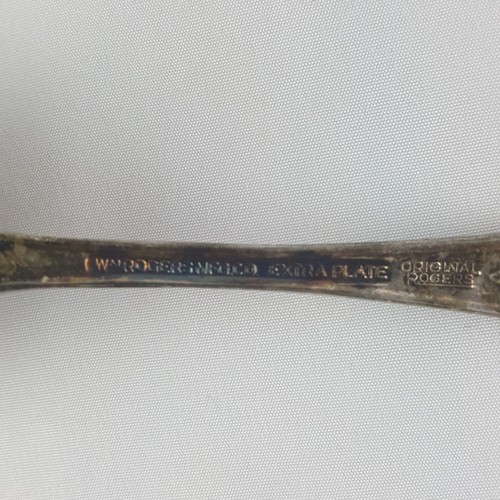 Wᴹ ROGERS MFG.CO. EXTRA PLATE
ORIGINAL
ROGERS